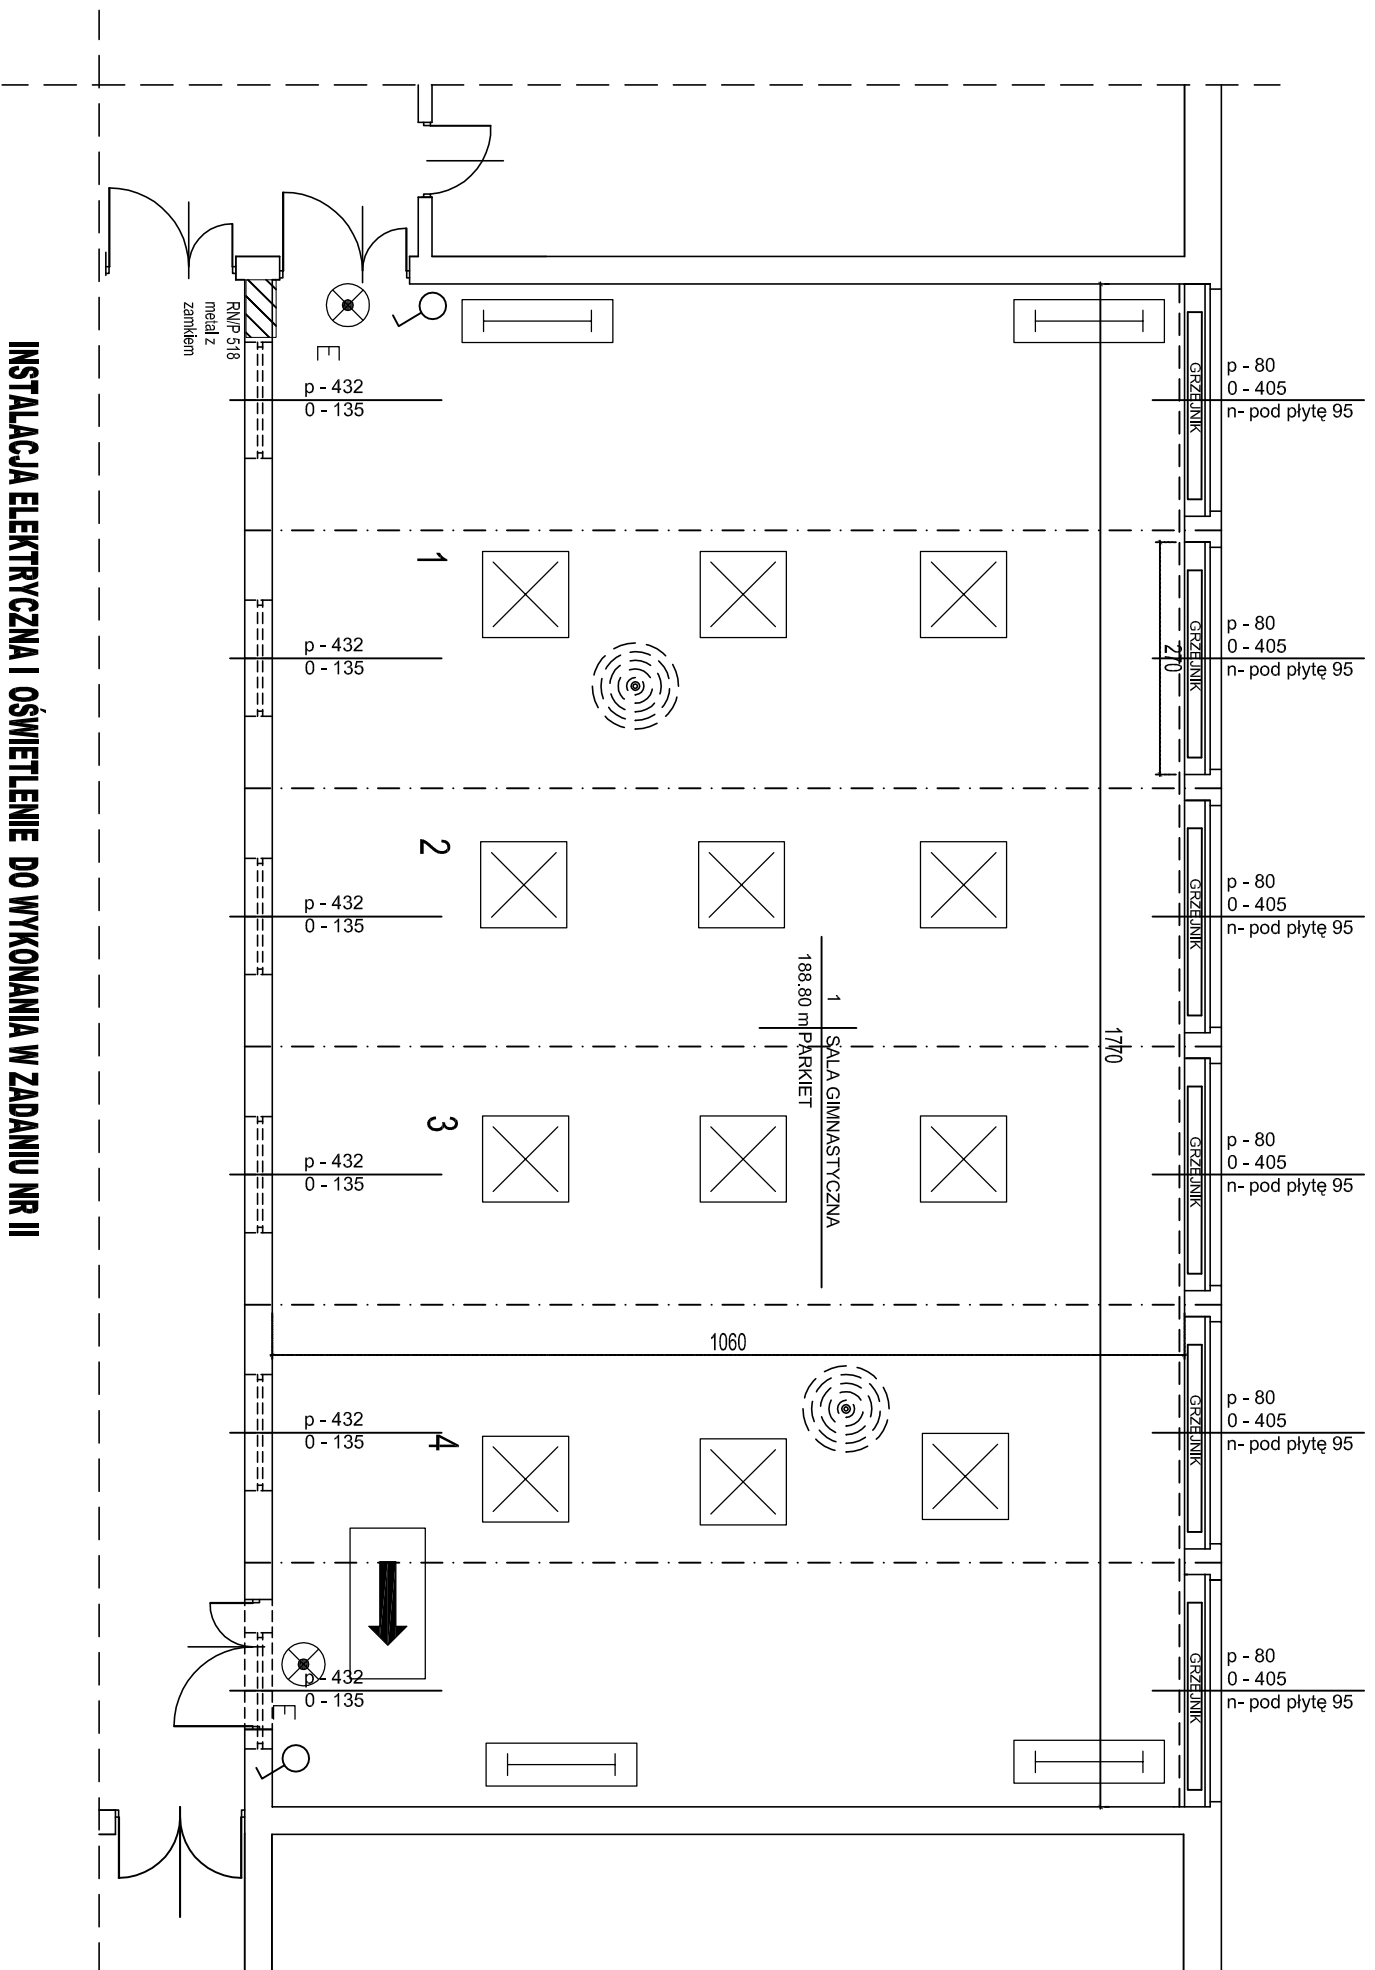 INSTALACJA ELEKTRYCZNA I OŚWIETLENIE DO WYKONANIA W ZADANIU NR II
RN/P 518
metal z
zamkiem
E
p - 432
0 - 135
GRZEJNIK
p - 80
0 - 405
n- pod płytę 95
1
p - 432
0 - 135
270
GRZEJNIK
p - 80
0 - 405
n- pod płytę 95
2
p - 432
0 - 135
GRZEJNIK
p - 80
0 - 405
n- pod płytę 95
1 SALA GIMNASTYCZNA
188.80 m PARKIET
1770
3
p - 432
0 - 135
GRZEJNIK
p - 80
0 - 405
n- pod płytę 95
1060
4
p - 432
0 - 135
GRZEJNIK
p - 80
0 - 405
n- pod płytę 95
p - 432
0 - 135
E
GRZEJNIK
p - 80
0 - 405
n- pod płytę 95